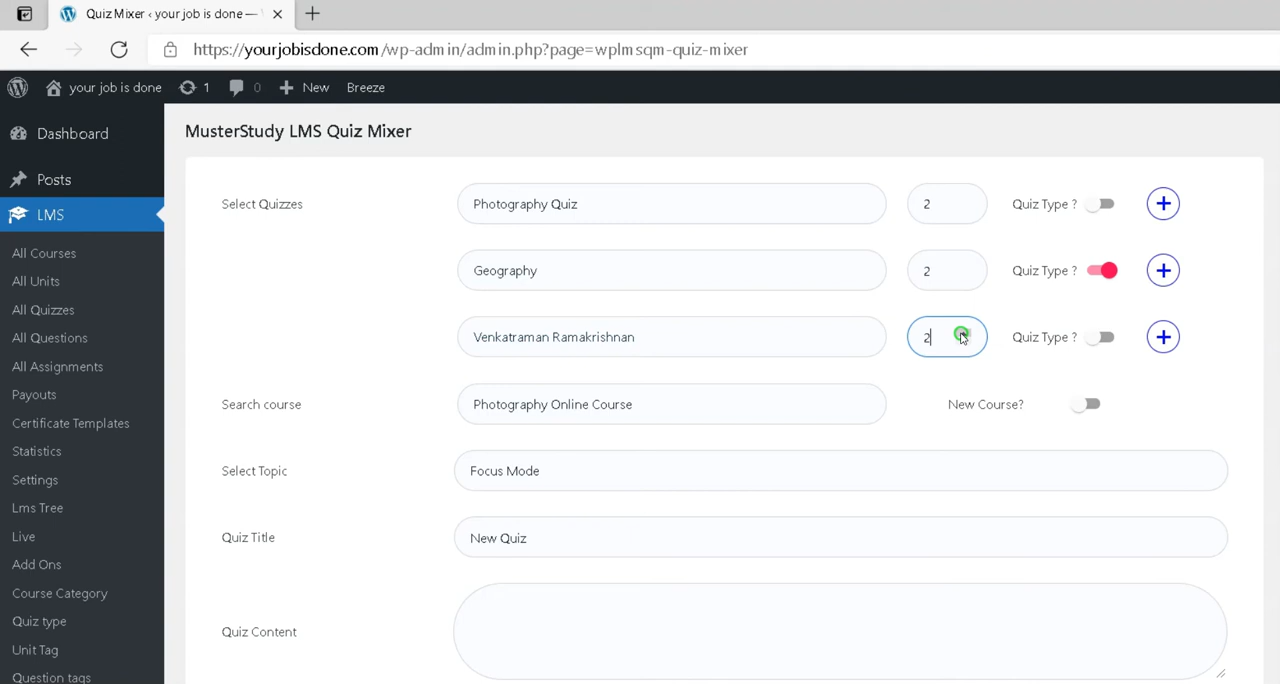 Quiz Mixer ‹ your job is done —
https://yourjobisdone.com/wp-admin/admin.php?page=wplmsqm-quiz-mixer
your job is done 1 0 New Breeze
Dashboard
Posts
LMS
All Courses
All Units
All Quizzes
All Questions
All Assignments
Payouts
Certificate Templates
Statistics
Settings
Lms Tree
Live
Add Ons
Course Category
Quiz type
Unit Tag
Question tags
MusterStudy LMS Quiz Mixer
Select Quizzes Photography Quiz 2 Quiz Type ?
Geography 2 Quiz Type ?
Venkatraman Ramakrishnan 2 Quiz Type ?
Search course Photography Online Course New Course?
Select Topic Focus Mode
Quiz Title New Quiz
Quiz Content